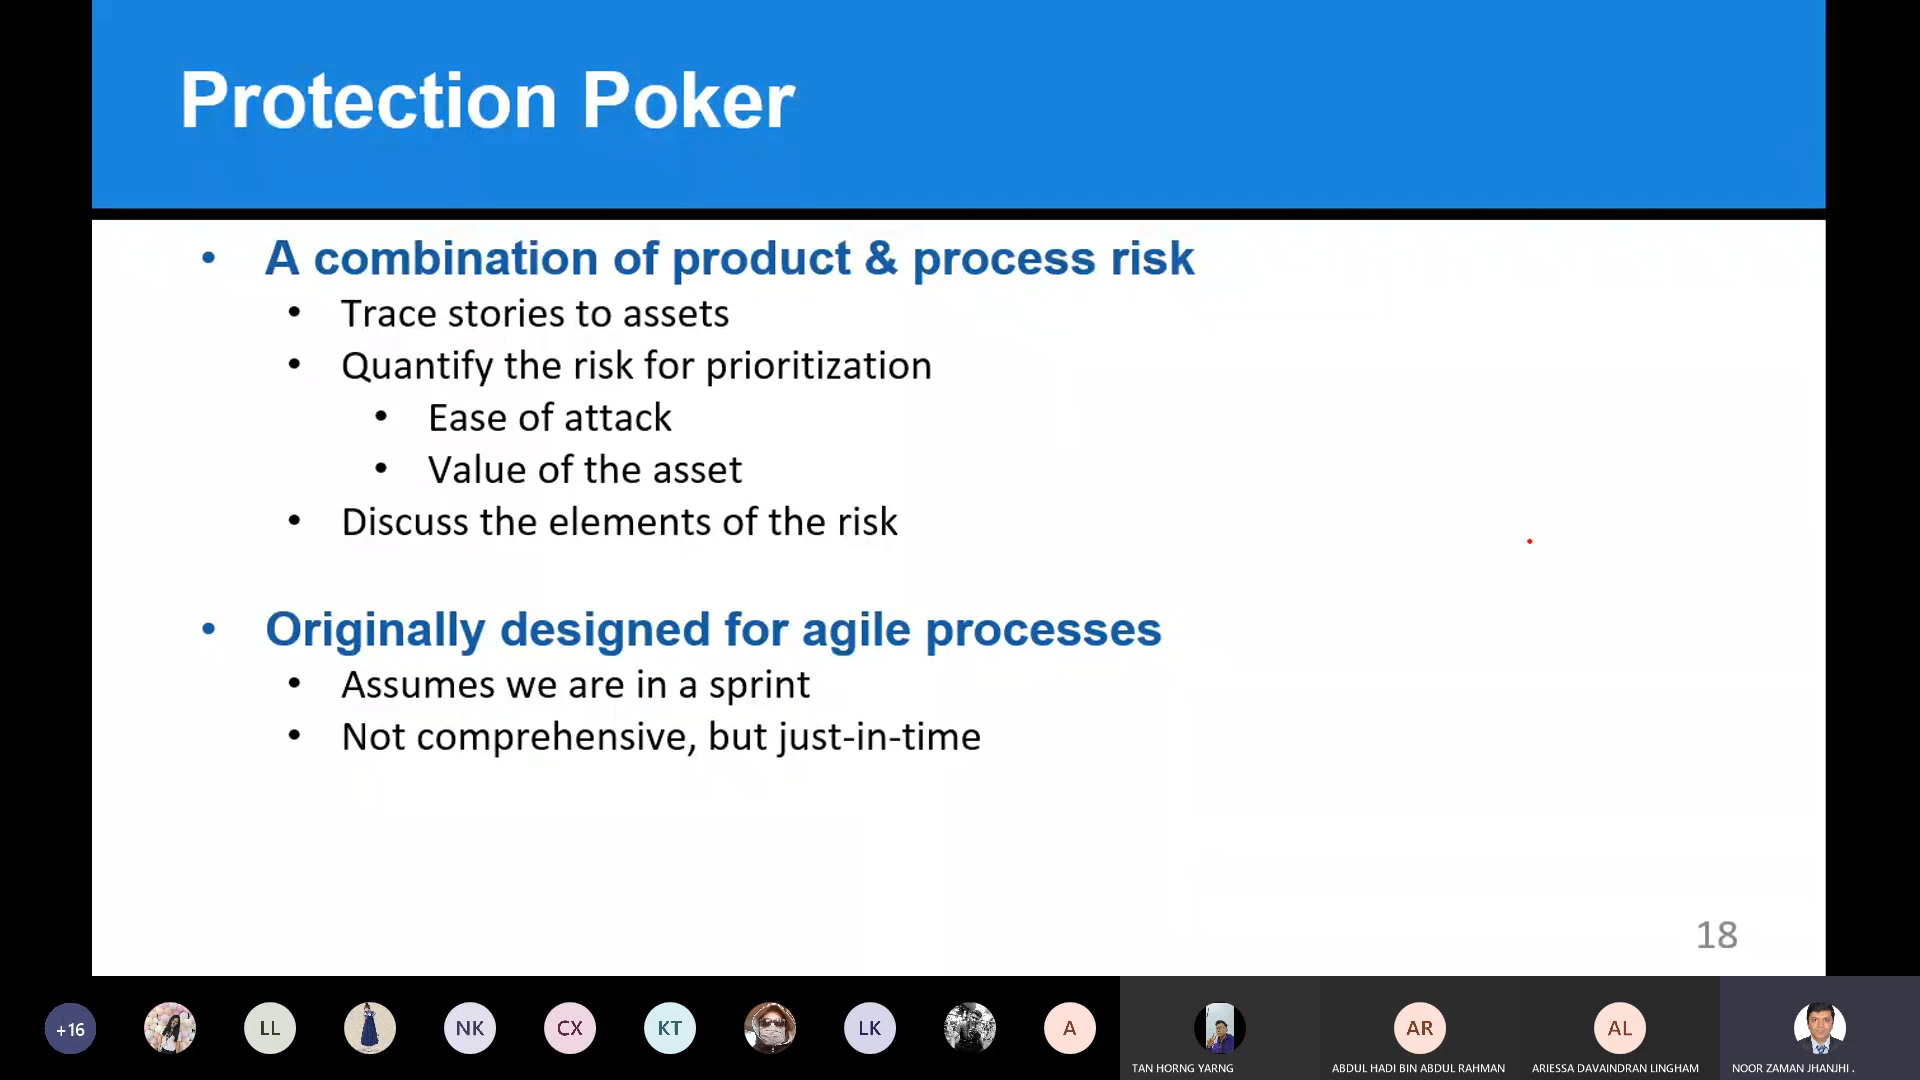 Protection Poker
• A combination of product & process risk
• Trace stories to assets
• Quantify the risk for prioritization
• Ease of attack
• Value of the asset
• Discuss the elements of the risk
• Originally designed for agile processes
• Assumes we are in a sprint
• Not comprehensive, but just-in-time
18
+16
LL
NK
CX
KT
LK
A
AR
AL
TAN HORNG YARNG
ABDUL HADI BIN ABDUL RAHMAN
ARIESSA DAVAINDRAN LINGHAM
NOOR ZAMAN JHANJHI .